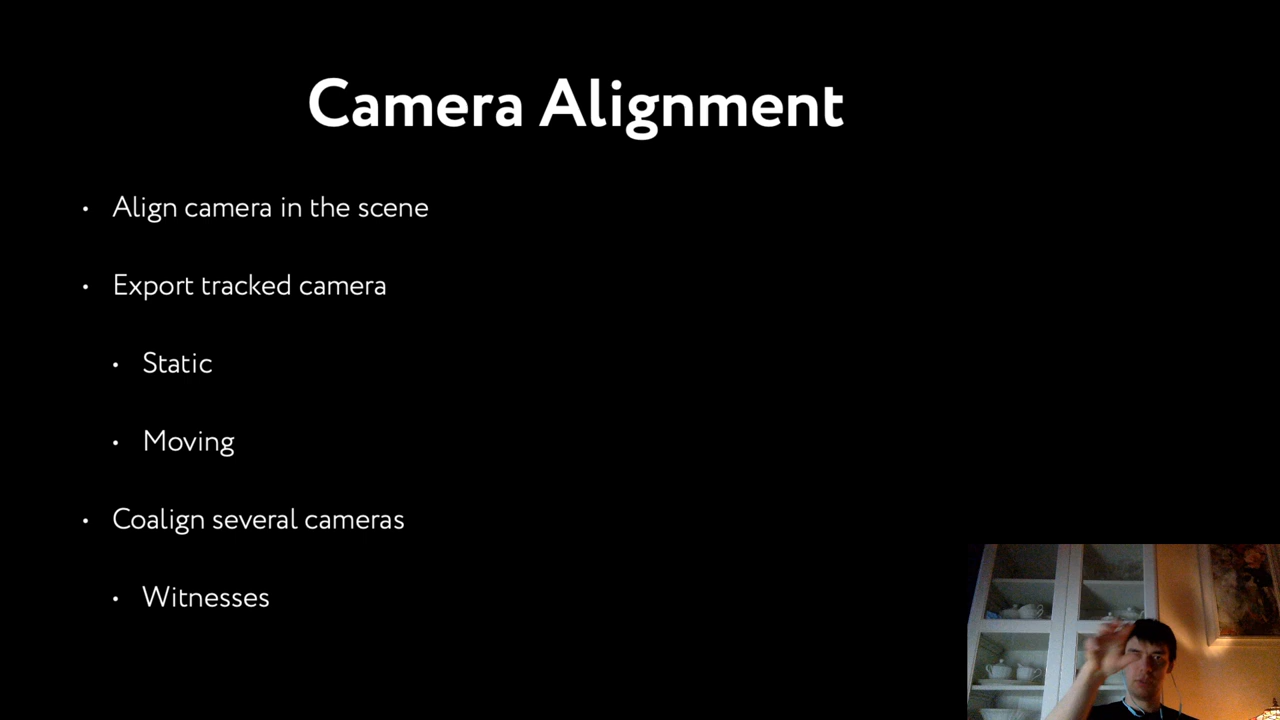 Camera Alignment
• Align camera in the scene
• Export tracked camera
• Static
• Moving
• Coalign several cameras
• Witnesses